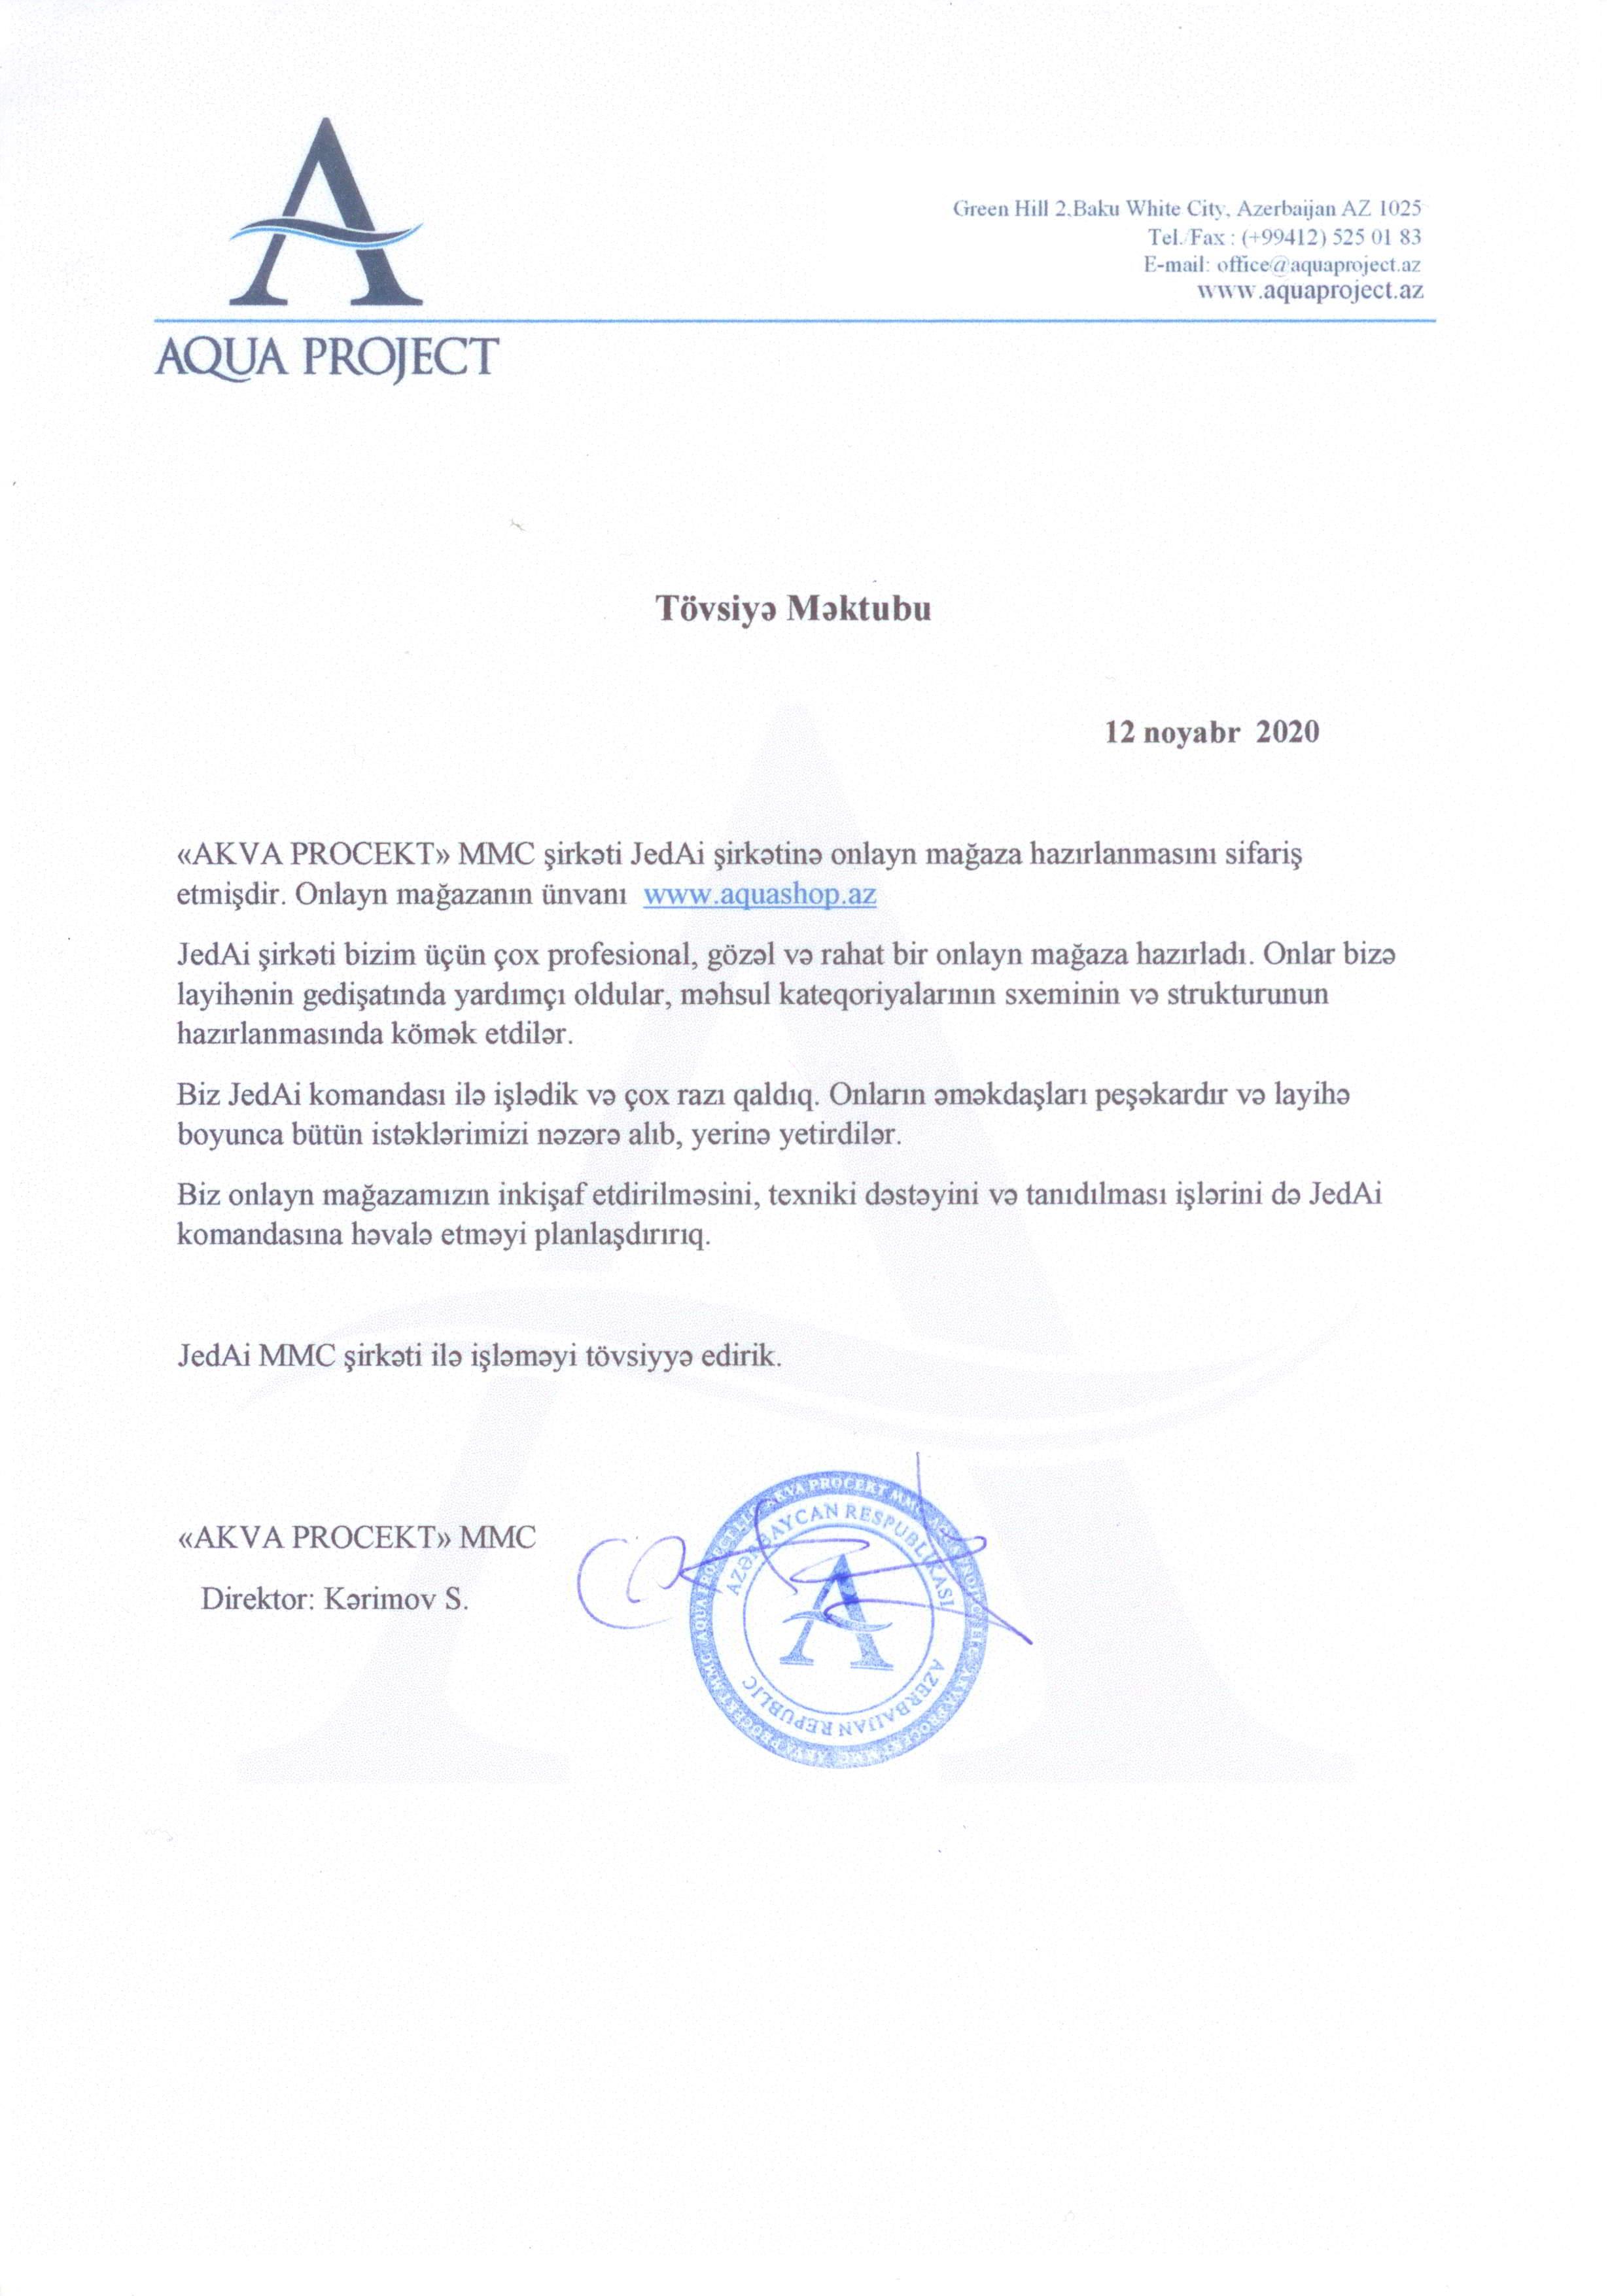 Green Hill 2.Baku White City, Azerbaijan AZ 1025
Tel./Fax : (+99412) 525 01 83
E-mail: office@aquaproject.az
www.aquaproject.az
AQUA PROJECT
Tövsiyə Məktubu
12 noyabr 2020
«AKVA PROCEKT» MMC şirkəti JedAi şirkətinə onlayn mağaza hazırlanmasını sifariş
etmişdir. Onlayn mağazanın ünvanı www.aquashop.az
JedAi şirkəti bizim üçün çox profesional, gözəl və rahat bir onlayn mağaza hazırladı. Onlar bizə
layihənin gedişatında yardımçı oldular, məhsul kateqoriyalarının sxeminin və strukturunun
hazırlanmasında kömək etdilər.
Biz JedAi komandası ilə işlədik və çox razı qaldıq. Onların əməkdaşları peşəkardır və layihə
boyunca bütün istəklərimizi nəzərə alıb, yerinə yetirdilər.
Biz onlayn mağazamızın inkişaf etdirilməsini, texniki dəstəyini və tanıdılması işlərini də JedAi
komandasına həvalə etməyi planlaşdırırıq.
JedAi MMC şirkəti ilə işləməyi tövsiyyə edirik.
«AKVA PROCEKT» MMC
Direktor: Kərimov S.
AKVA PROCEKT MMC
AZƏRBAYCAN RESPUBLİKASI
AZERBAIJAN REPUBLIC